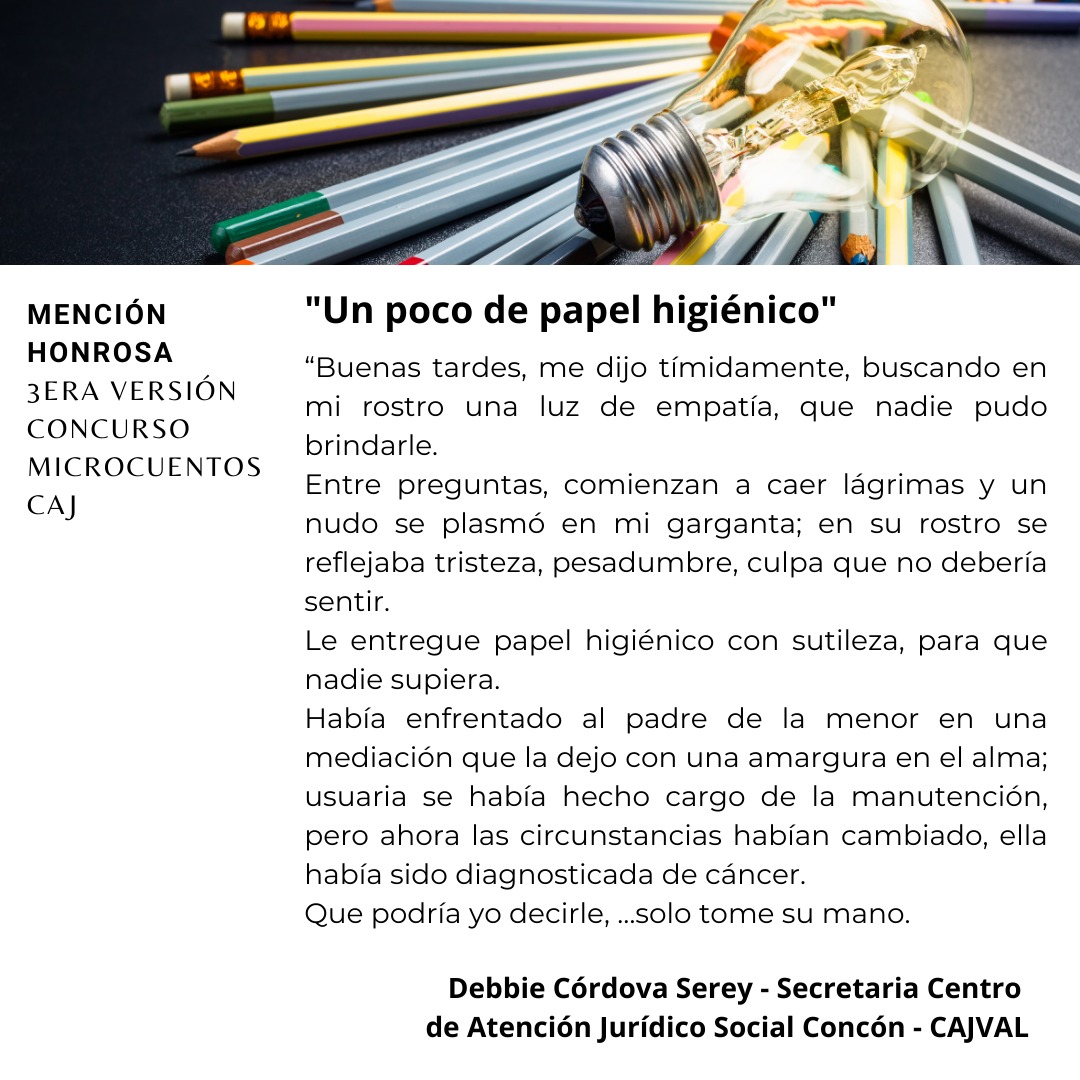 MENCIÓN
HONROSA
3ERA VERSIÓN
CONCURSO
MICROCUENTOS
CAJ
"Un poco de papel higiénico"
“Buenas tardes, me dijo tímidamente, buscando en
mi rostro una luz de empatía, que nadie pudo
brindarle.
Entre preguntas, comienzan a caer lágrimas y un
nudo se plasmó en mi garganta; en su rostro se
reflejaba tristeza, pesadumbre, culpa que no debería
sentir.
Le entregue papel higiénico con sutileza, para que
nadie supiera.
Había enfrentado al padre de la menor en una
mediación que la dejo con una amargura en el alma;
usuaria se había hecho cargo de la manutención,
pero ahora las circunstancias habían cambiado, ella
había sido diagnosticada de cáncer.
Que podría yo decirle, ...solo tome su mano.
Debbie Córdova Serey - Secretaria Centro
de Atención Jurídico Social Concón - CAJVAL